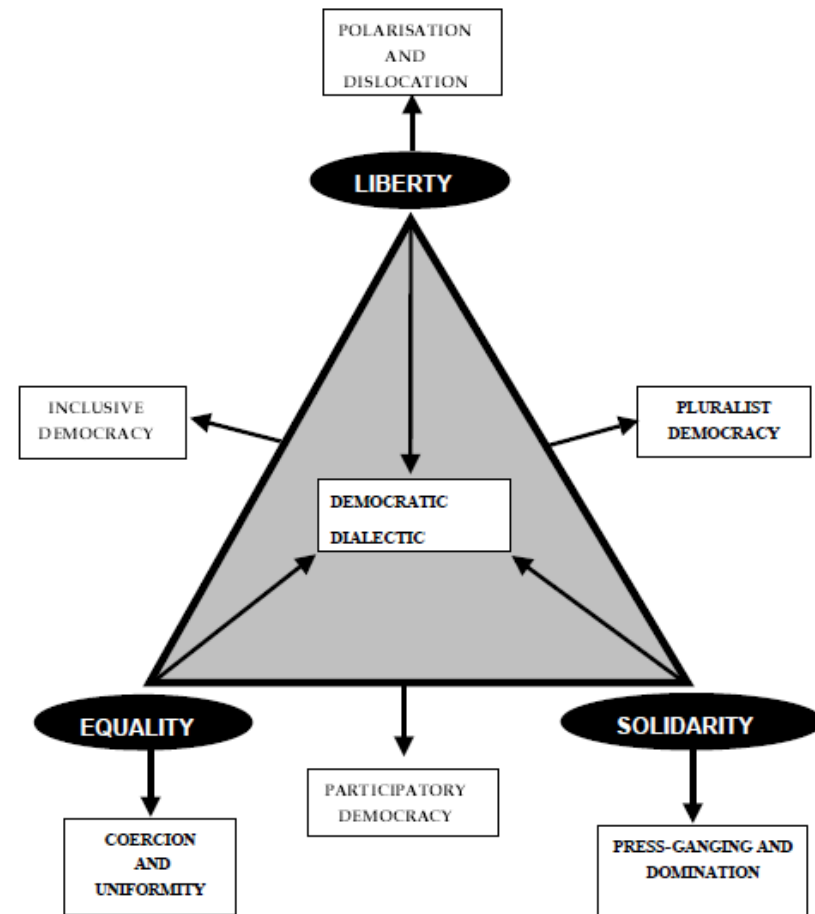 POLARISATION
AND
DISLOCATION
LIBERTY
INCLUSIVE
DEMOCRACY
PLURALIST
DEMOCRACY
DEMOCRATIC
DIALECTIC
EQUALITY
SOLIDARITY
PARTICIPATORY
DEMOCRACY
COERCION
AND
UNIFORMITY
PRESS-GANGING AND
DOMINATION